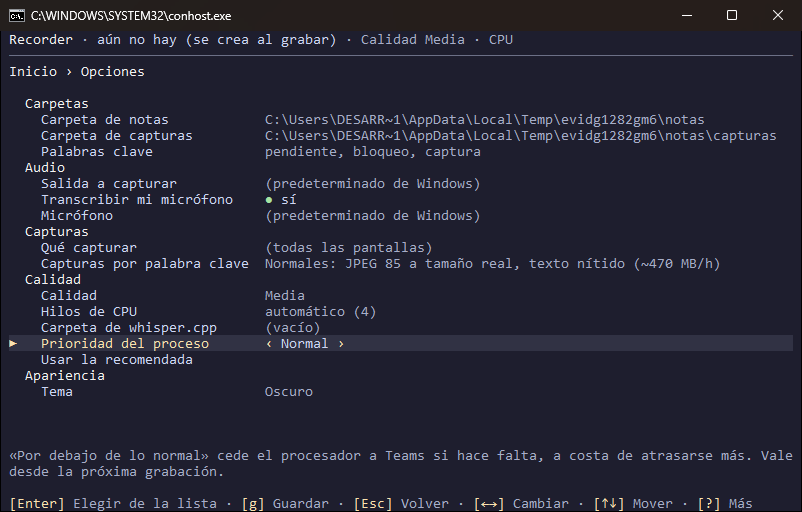 C:\WINDOWS\SYSTEM32\conhost.exe
Recorder · aún no hay (se crea al grabar) · Calidad Media · CPU
Inicio › Opciones
Carpetas
Carpeta de notas C:\Users\DESARR~1\AppData\Local\Temp\evidg1282gm6\notas
Carpeta de capturas C:\Users\DESARR~1\AppData\Local\Temp\evidg1282gm6\notas\capturas
Palabras clave pendiente, bloqueo, captura
Audio
Salida a capturar (predeterminado de Windows)
Transcribir mi micrófono ● sí
Micrófono (predeterminado de Windows)
Capturas
Qué capturar (todas las pantallas)
Capturas por palabra clave Normales: JPEG 85 a tamaño real, texto nítido (~470 MB/h)
Calidad
Calidad Media
Hilos de CPU automático (4)
Carpeta de whisper.cpp (vacío)
► Prioridad del proceso ‹ Normal ›
Usar la recomendada
Apariencia
Tema Oscuro
«Por debajo de lo normal» cede el procesador a Teams si hace falta, a costa de atrasarse más. Vale
desde la próxima grabación.
[Enter] Elegir de la lista · [g] Guardar · [Esc] Volver · [↔] Cambiar · [↑↓] Mover · [?] Más